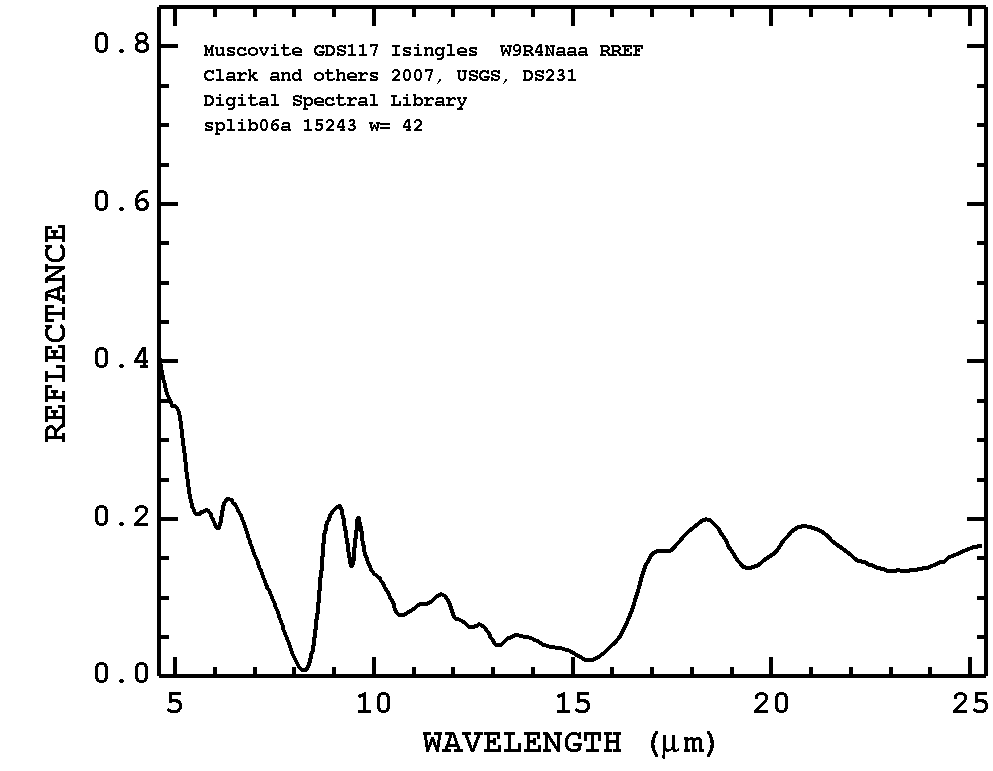 0.8
Muscovite GDS117 Isingles W9R4Naaa RREF
Clark and others 2007, USGS, DS231
Digital Spectral Library
splib06a 15243 w= 42
0.6
REFLECTANCE
0.4
0.2
0.0
5 10 15 20 25
WAVELENGTH (μm)